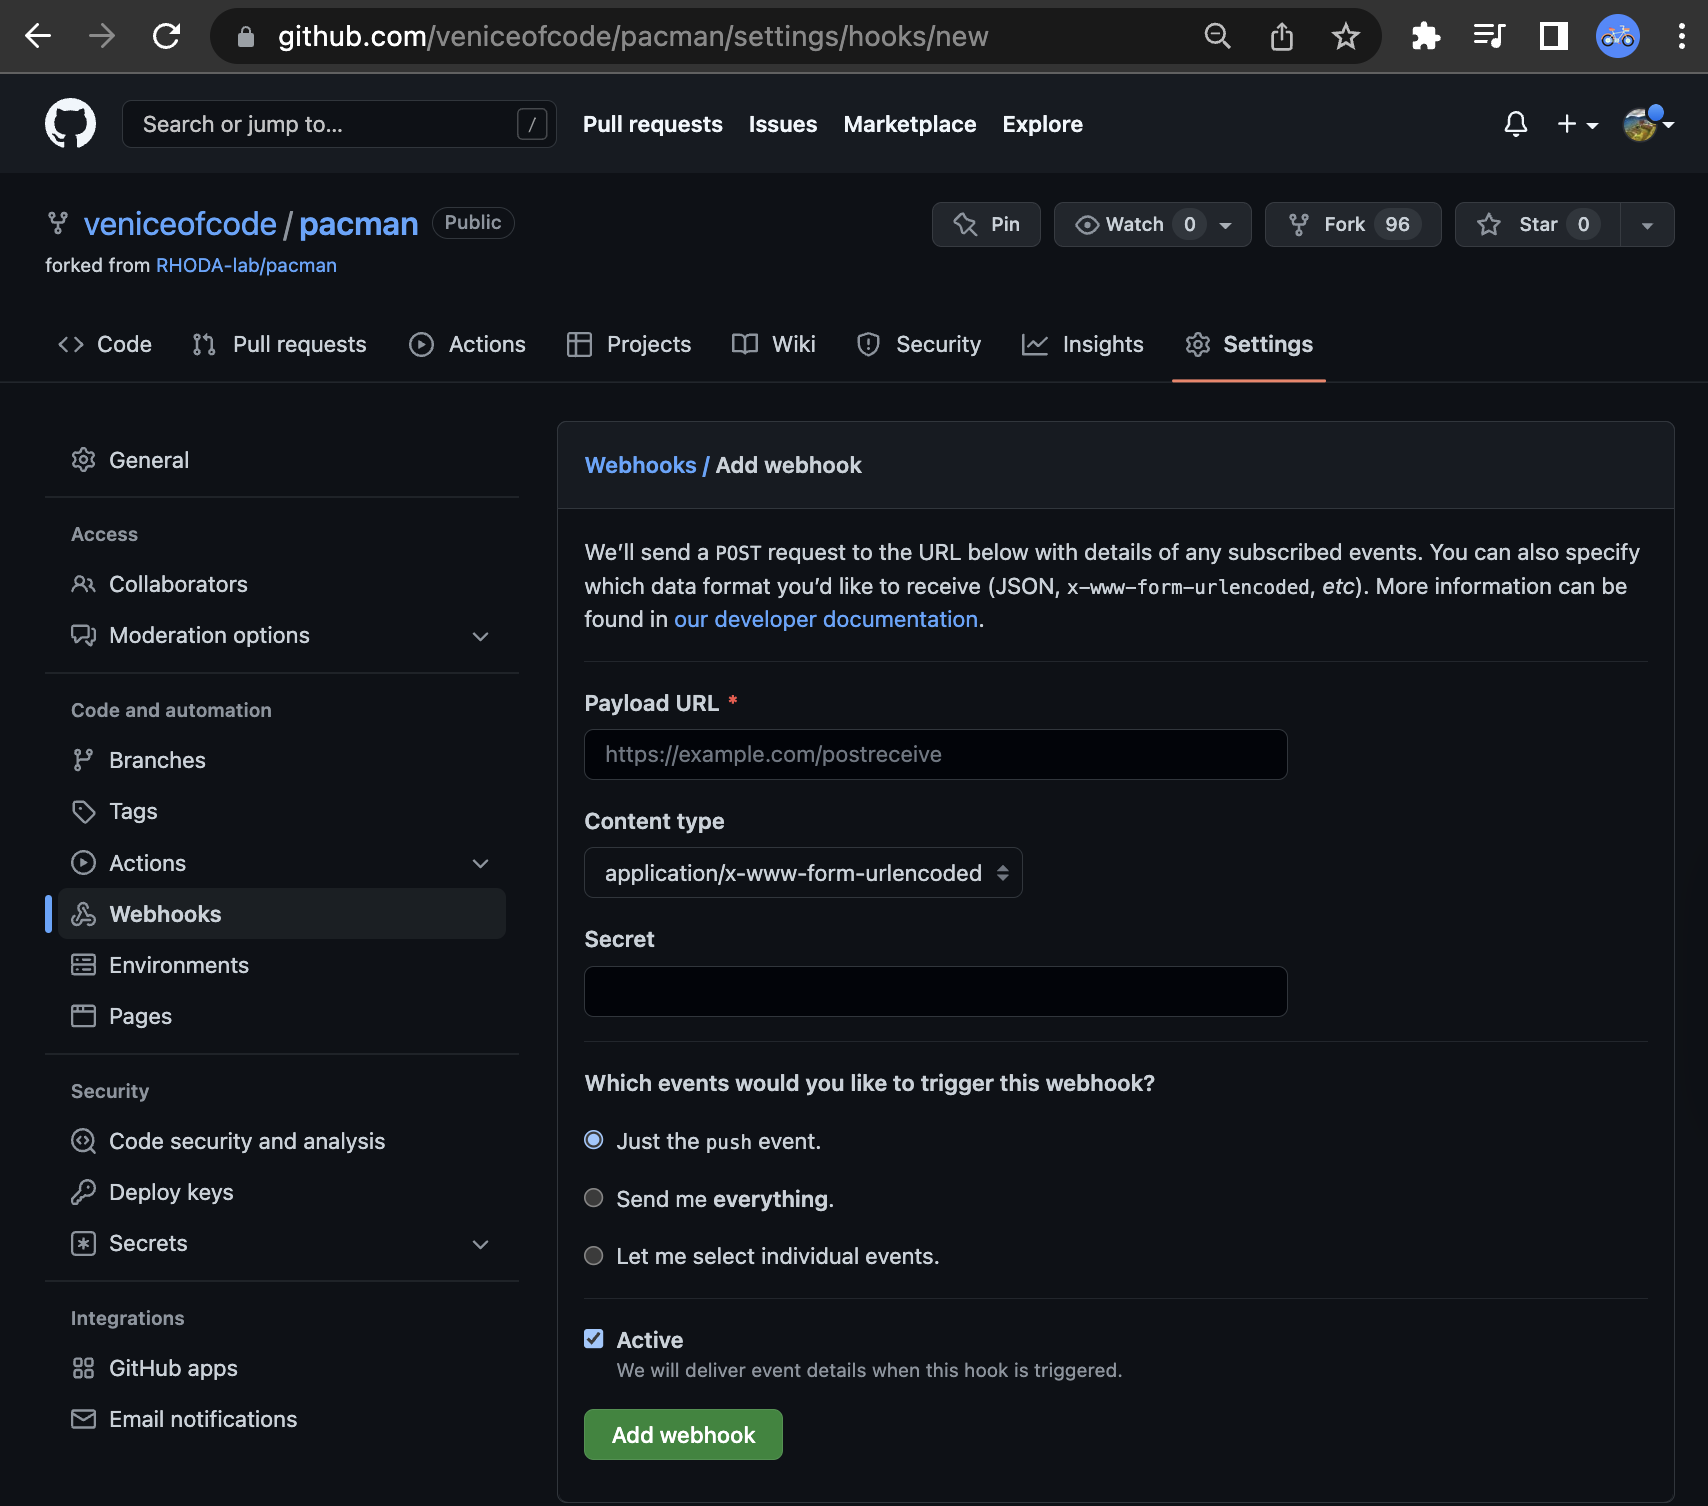 github.com/veniceofcode/pacman/settings/hooks/new
Search or jump to... /
Pull requests Issues Marketplace Explore
veniceofcode / pacman Public
Pin Watch 0 Fork 96 Star 0
forked from RHODA-lab/pacman
Code Pull requests Actions Projects Wiki Security Insights Settings
General
Access
Collaborators
Moderation options
Code and automation
Branches
Tags
Actions
Webhooks
Environments
Pages
Security
Code security and analysis
Deploy keys
Secrets
Integrations
GitHub apps
Email notifications
Webhooks / Add webhook
We’ll send a POST request to the URL below with details of any subscribed events. You can also specify
which data format you’d like to receive (JSON, x-www-form-urlencoded, etc). More information can be
found in our developer documentation.
Payload URL *
https://example.com/postreceive
Content type
application/x-www-form-urlencoded
Secret
Which events would you like to trigger this webhook?
Just the push event.
Send me everything.
Let me select individual events.
Active
We will deliver event details when this hook is triggered.
Add webhook